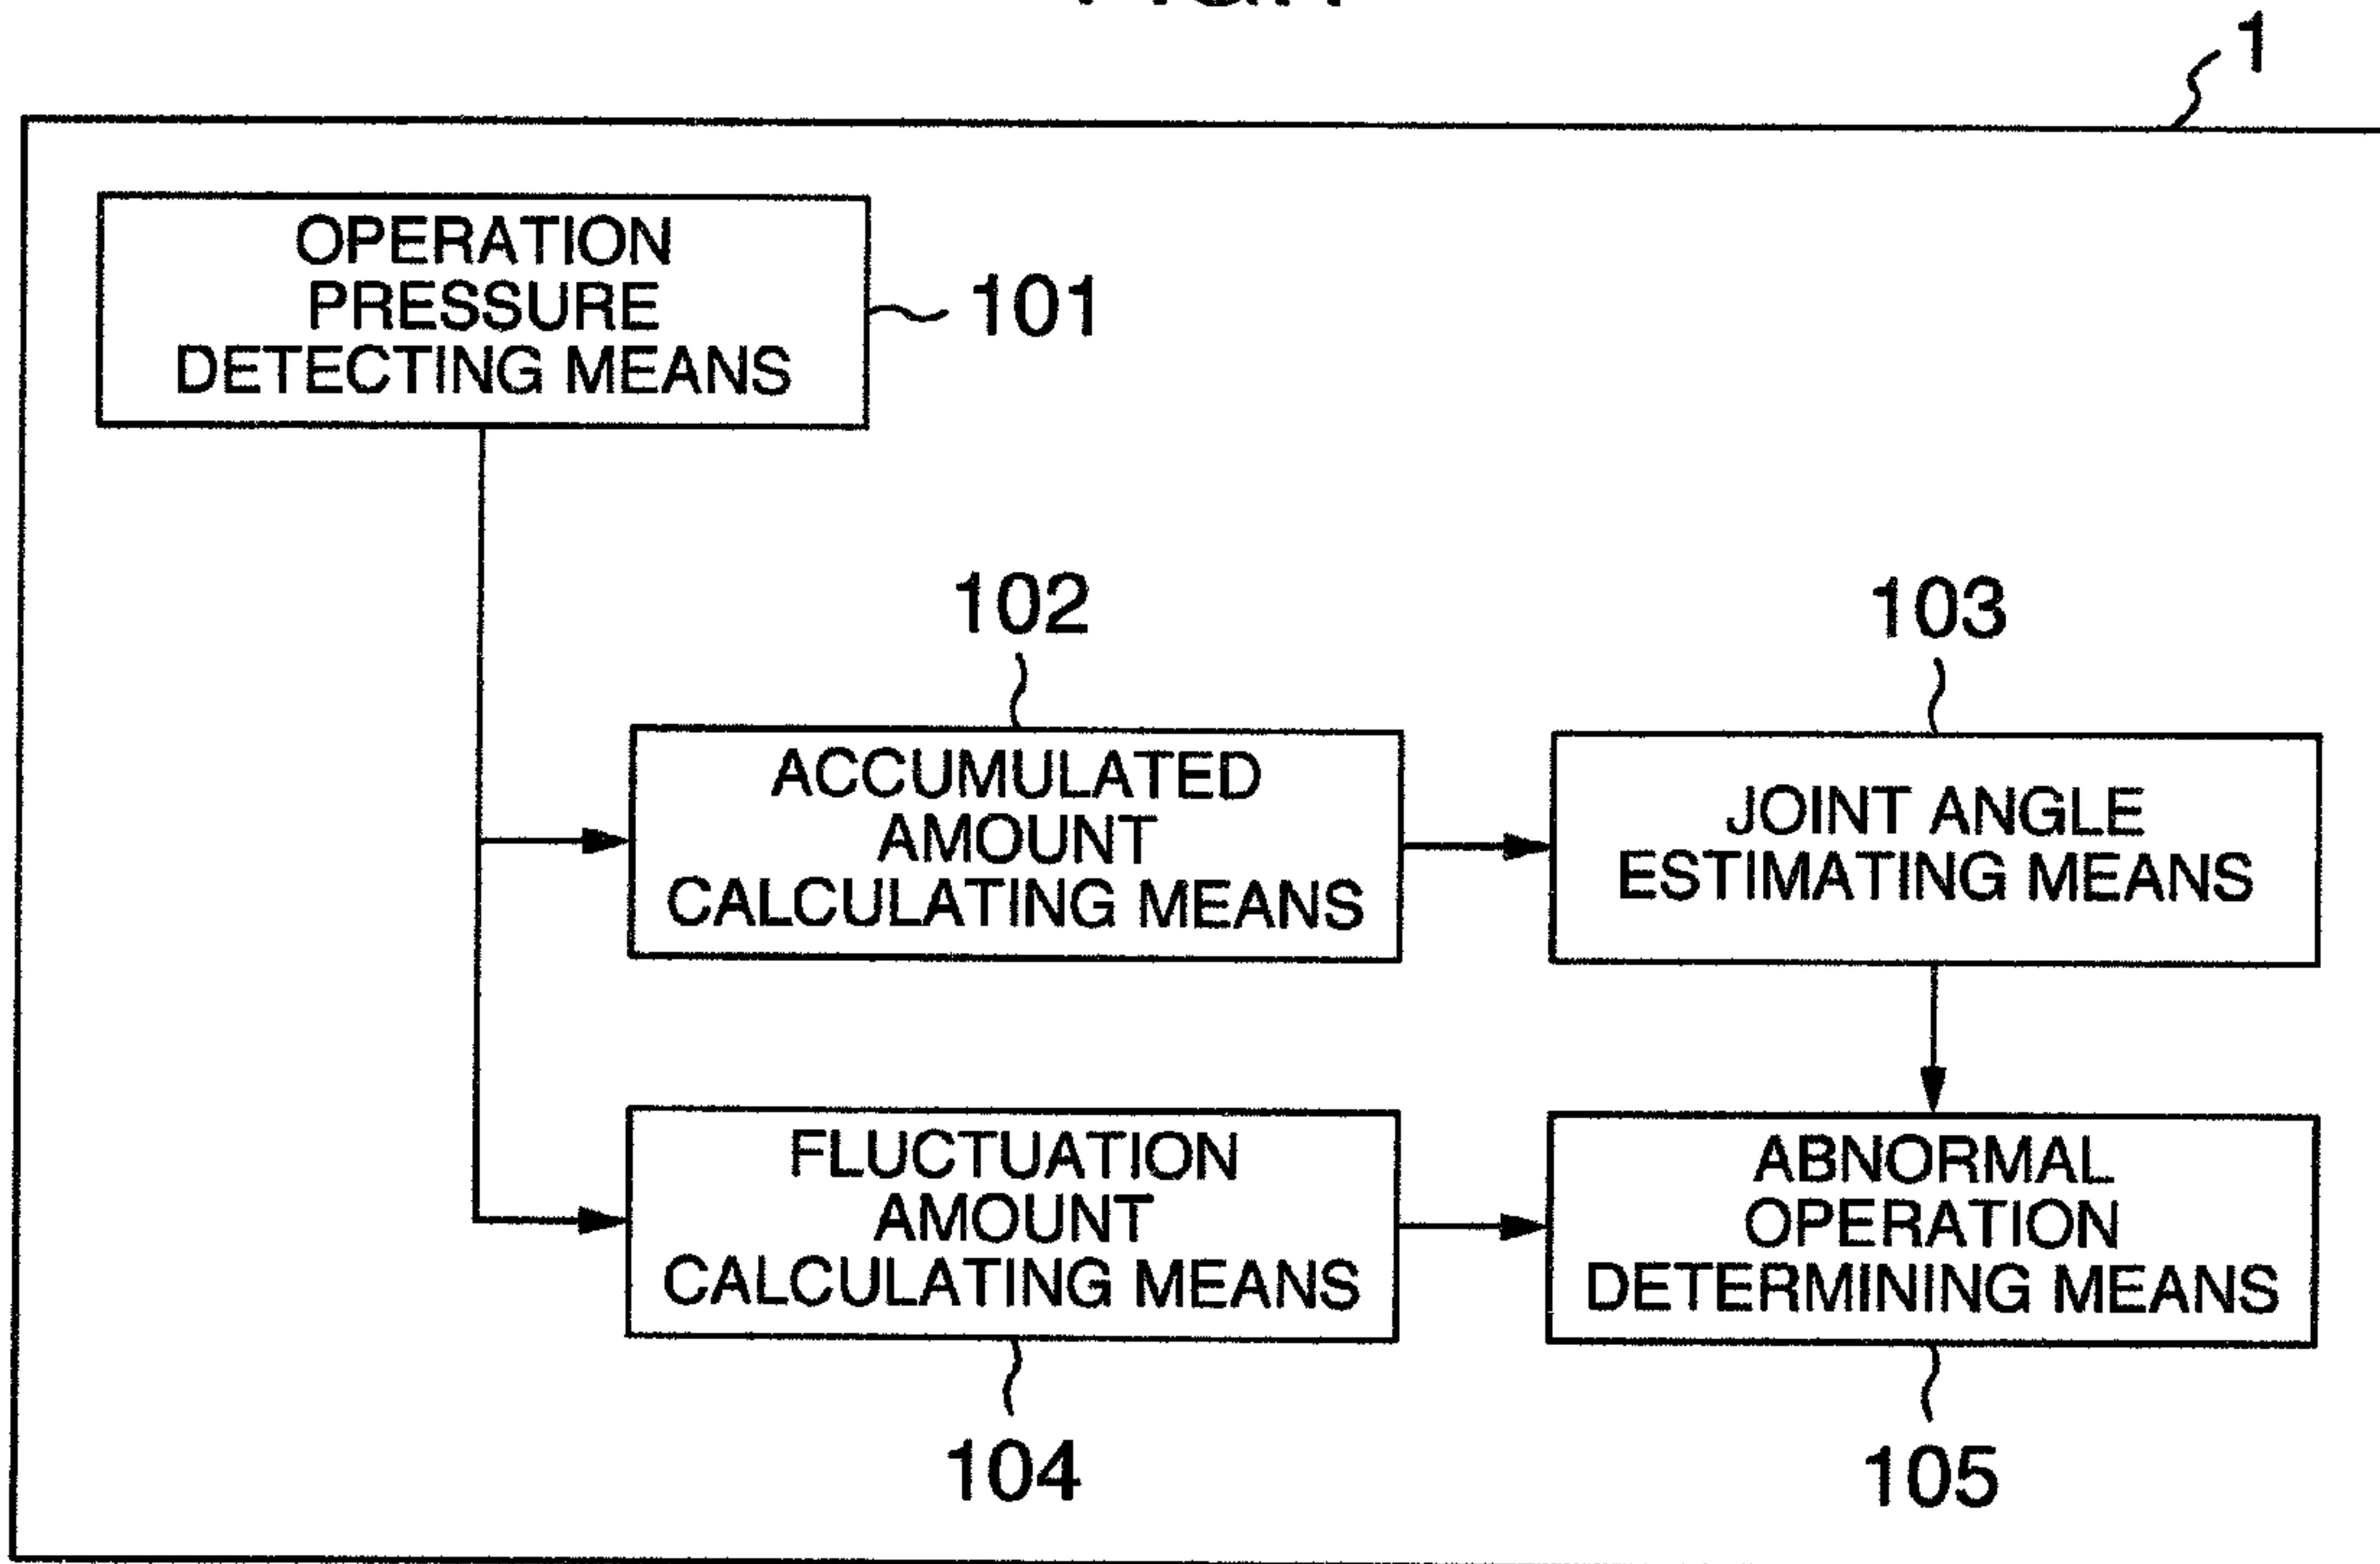 1
OPERATION
PRESSURE
DETECTING MEANS
101
102
103
ACCUMULATED
AMOUNT
CALCULATING MEANS
JOINT ANGLE
ESTIMATING MEANS
FLUCTUATION
AMOUNT
CALCULATING MEANS
ABNORMAL
OPERATION
DETERMINING MEANS
104
105